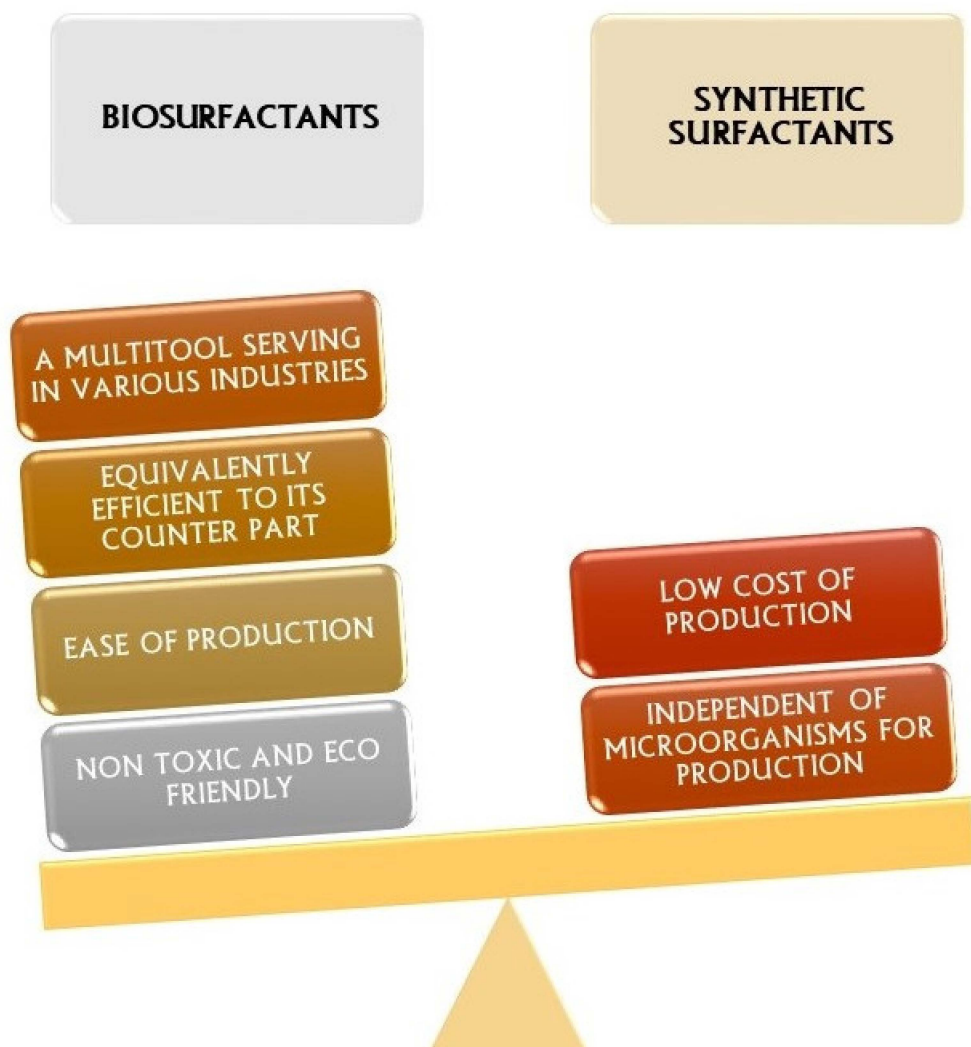 BIOSURFACTANTS
SYNTHETIC
SURFACTANTS
A MULTITOOL SERVING
IN VARIOUS INDUSTRIES
EQUIVALENTLY
EFFICIENT TO ITS
COUNTER PART
EASE OF PRODUCTION
NON TOXIC AND ECO
FRIENDLY
LOW COST OF
PRODUCTION
INDEPENDENT OF
MICROORGANISMS FOR
PRODUCTION